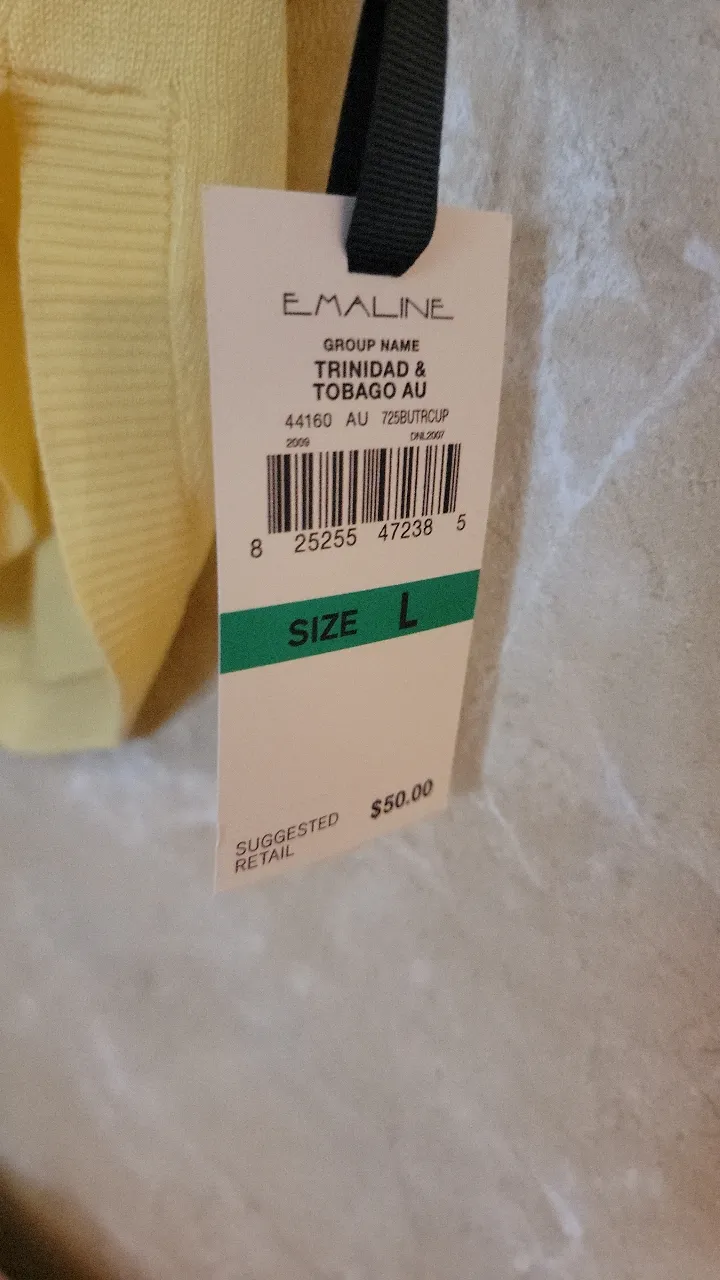 EMALINE
GROUP NAME
TRINIDAD &
TOBAGO AU
44160 AU 725BUTRCUP
2009 DNL2007
8 25255 47238 5
SIZE L
$50.00
SUGGESTED
RETAIL